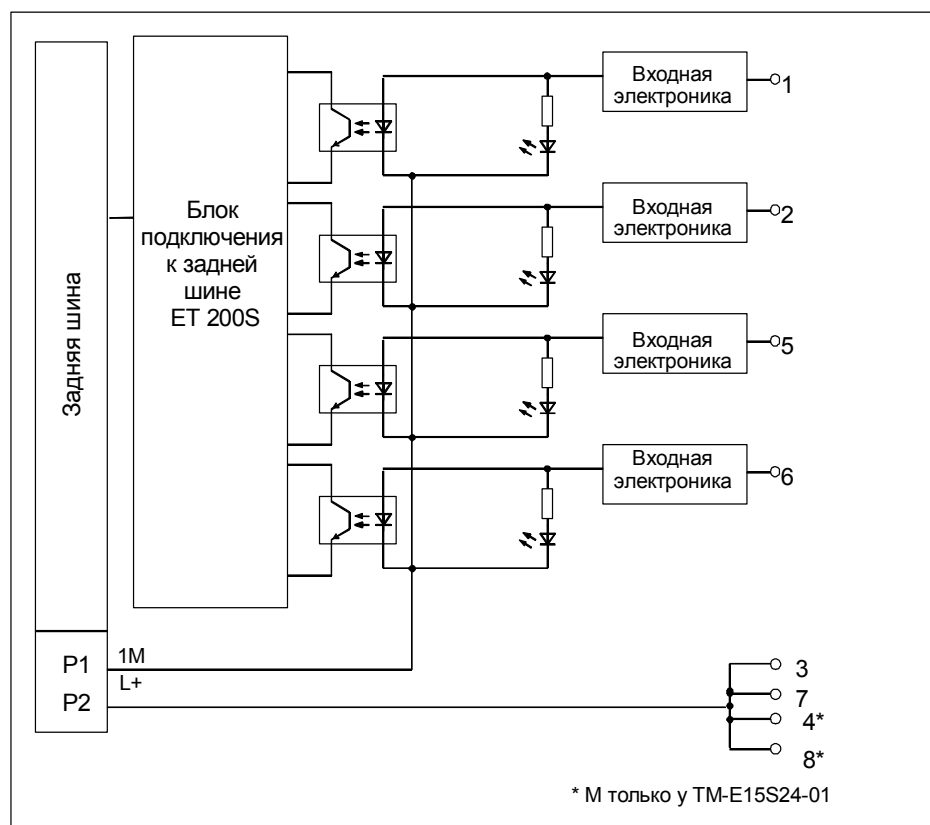 Задняя шина
Блок
подключения
к задней
шине
ET 200S
Входная
электроника
1
Входная
электроника
2
Входная
электроника
5
Входная
электроника
6
P1
1M
L+
P2
3
7
4*
8*
* М только у TM-E15S24-01